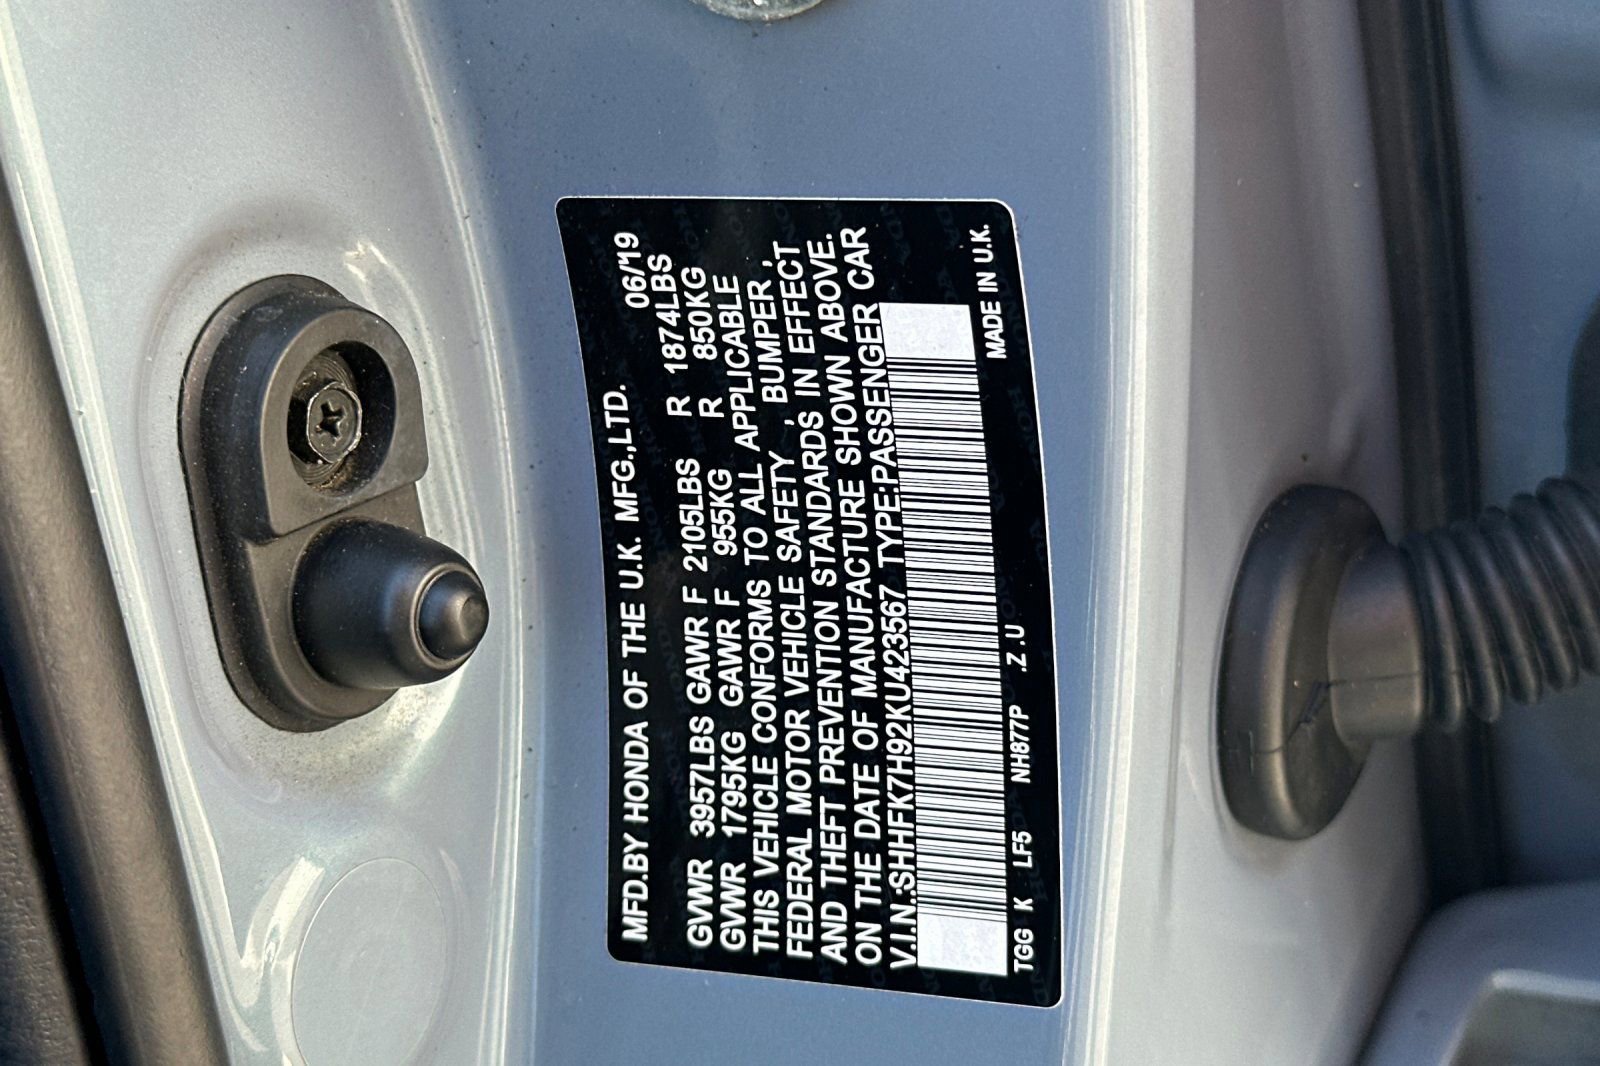 MFD.BY HONDA OF THE U.K. MFG.,LTD. 06/19
GVWR 3957LBS GAWR F 2105LBS R 1874LBS
GVWR 1795KG GAWR F 955KG R 850KG
THIS VEHICLE CONFORMS TO ALL APPLICABLE
FEDERAL MOTOR VEHICLE SAFETY , BUMPER ,
AND THEFT PREVENTION STANDARDS IN EFFECT
ON THE DATE OF MANUFACTURE SHOWN ABOVE.
V.I.N.:SHHFK7H92KU423567 TYPE:PASSENGER CAR
TGG K LF5 NH877P .Z.U MADE IN U.K.